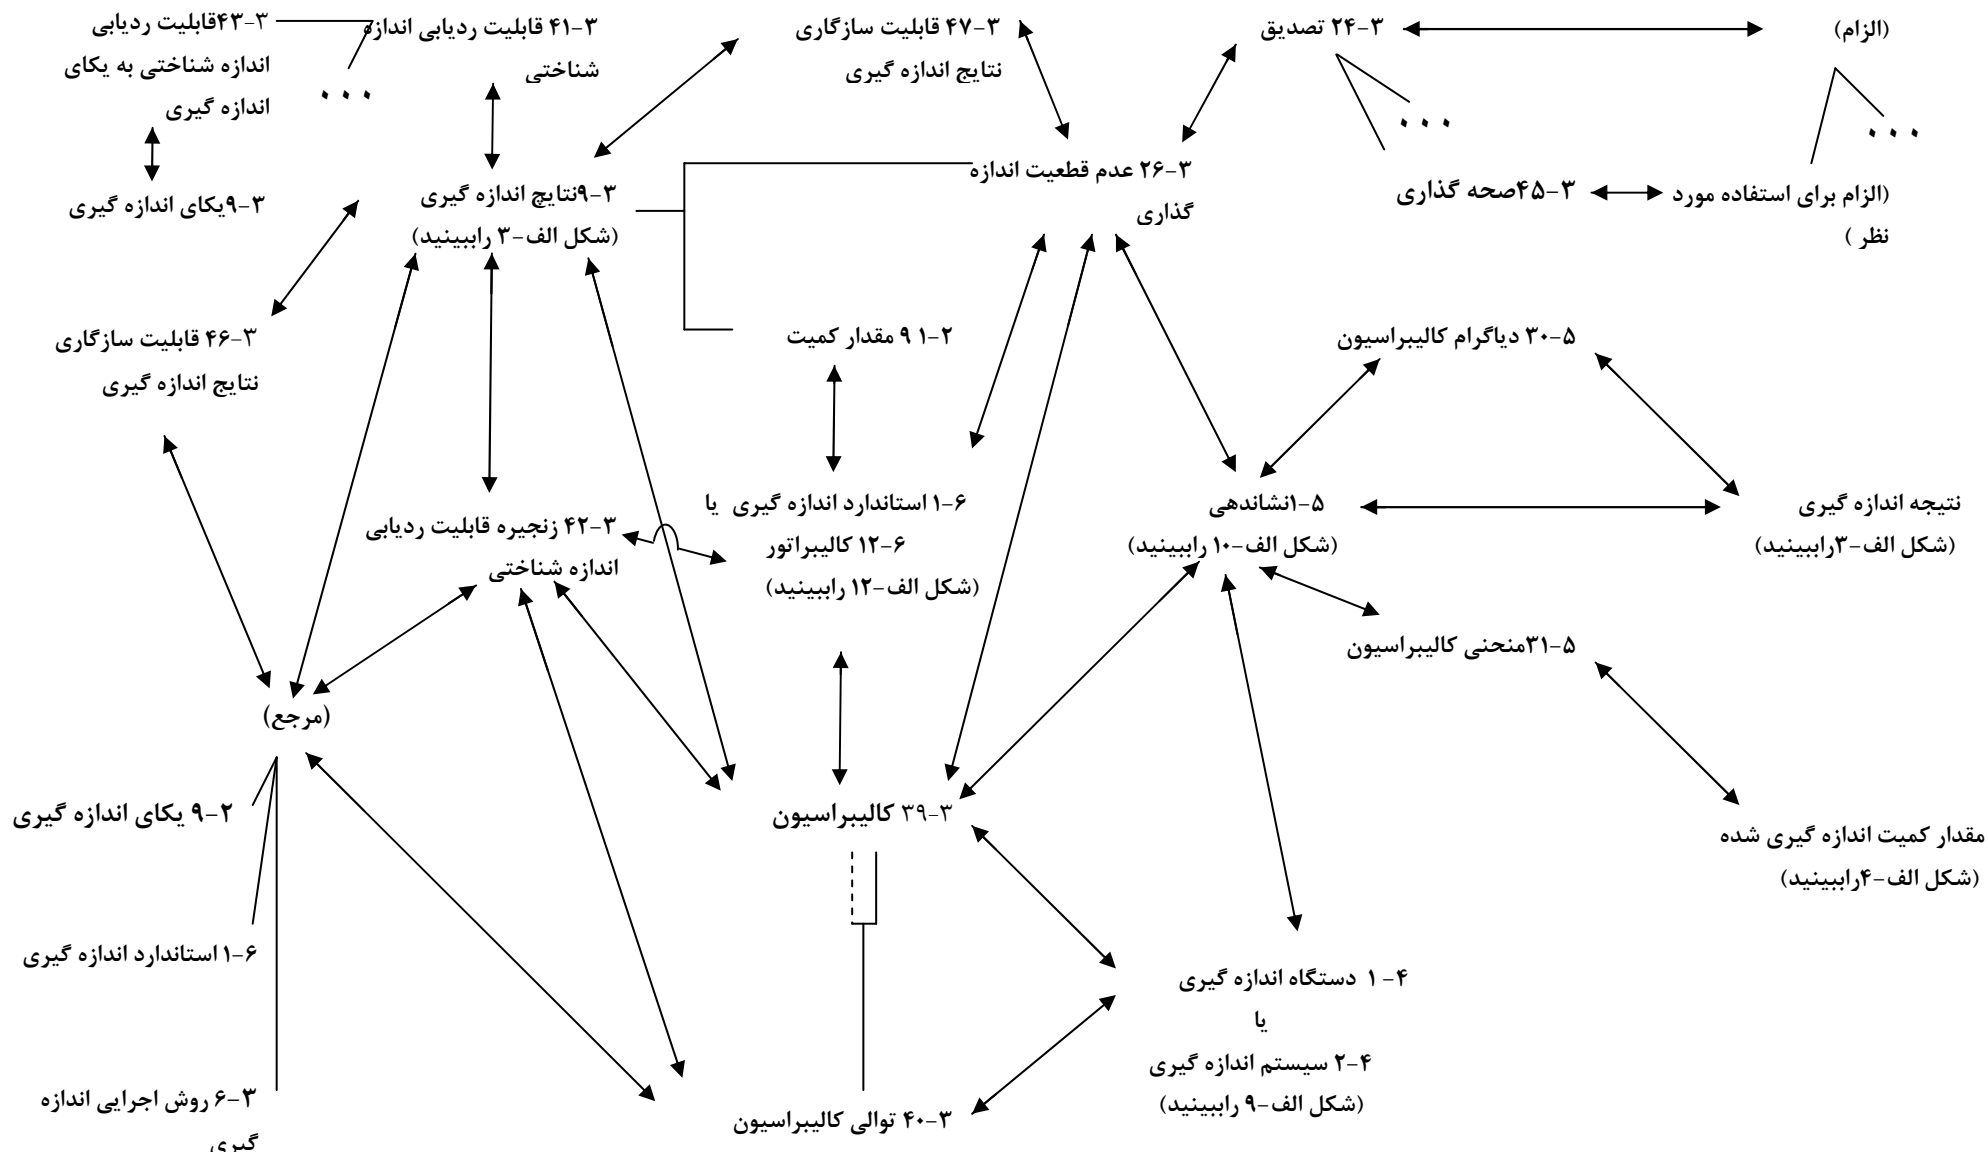 (الزام)
۳-۲۴ تصدیق
۳-۴۷ قابلیت سازگاری
نتایج اندازه گیری
۳-۴۱ قابلیت ردیابی اندازه
شناختی
۳-۴۳قابلیت ردیابی
اندازه شناختی به یکای
اندازه گیری
...
...
...
(الزام برای استفاده مورد
نظر )
۳-۴۵صحه گذاری
۳-۲۶ عدم قطعیت اندازه
گذاری
۳-۹نتایچ اندازه گیری
(شکل الف-۳ راببینید)
۳-۹یکای اندازه گیری
۵-۳۰ دیاگرام کالیبراسیون
۲-۱ ۹ مقدار کمیت
۳-۴۶ قابلیت سازگاری
نتایج اندازه گیری
نتیجه اندازه گیری
(شکل الف-۳راببینید)
۵-۱نشاندهی
(شکل الف-۱۰ راببینید)
۶-۱ استاندارد اندازه گیری یا
۶-۱۲ کالیبراتور
(شکل الف-۱۲ راببینید)
۳-۴۲ زنجیره قابلیت ردیابی
اندازه شناختی
۵-۳۱منحنی کالیبراسیون
(مرجع)
مقدار کمیت اندازه گیری شده
(شکل الف-۴راببینید)
۳-۳۹ کالیبراسیون
۲-۹ یکای اندازه گیری
۶-۱ استاندارد اندازه گیری
۴-۱ دستگاه اندازه گیری
یا
۴-۲ سیستم اندازه گیری
(شکل الف-۹ راببینید)
۳-۴۰ توالی کالیبراسیون
۳-۶ روش اجرایی اندازه
گیری